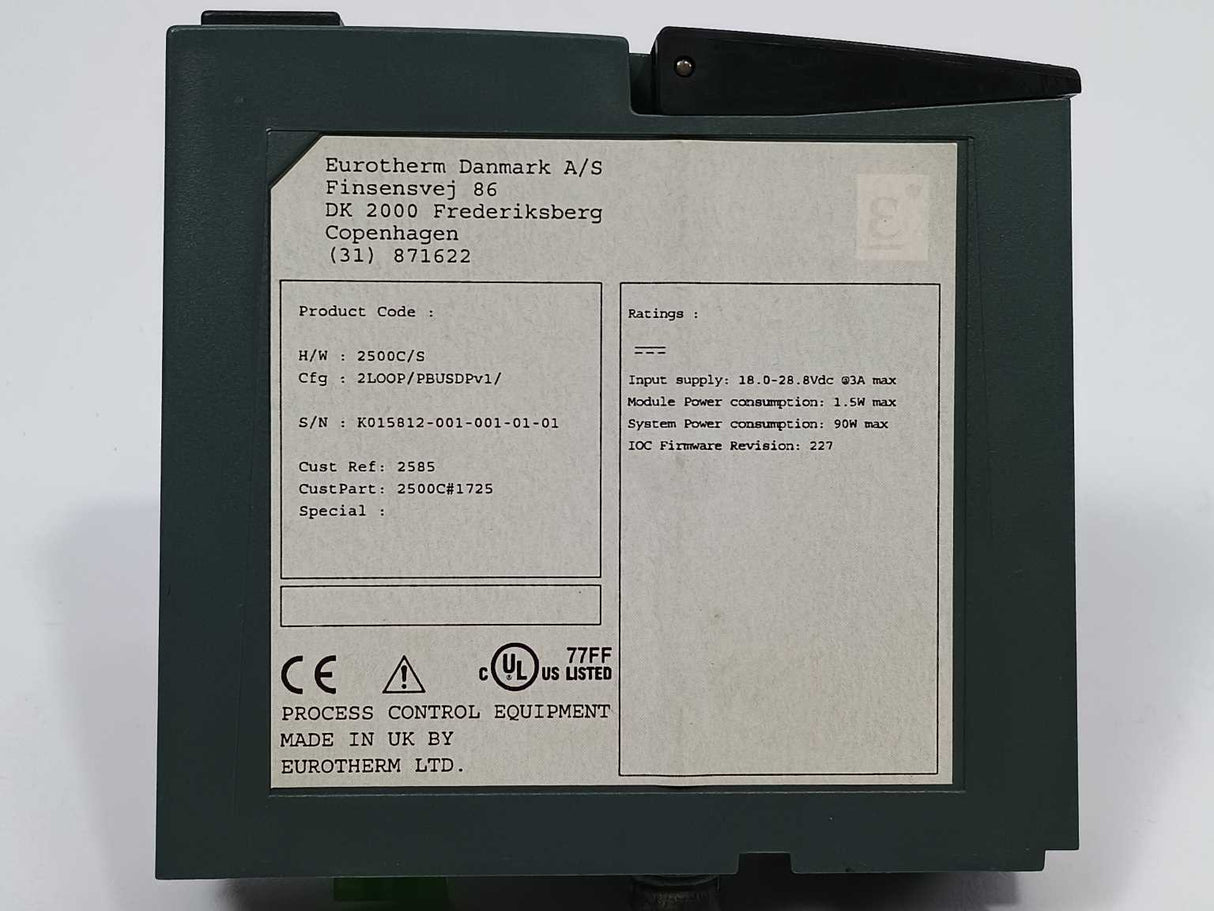 Eurotherm Danmark A/S
Finsensvej 86
DK 2000 Frederiksberg
Copenhagen
(31) 871622
Product Code :
H/W : 2500C/S
Cfg : 2LOOP/PBUSDPv1/
S/N : K015812-001-001-01-01
Cust Ref: 2585
CustPart: 2500C#1725
Special :
Ratings :
Input supply: 18.0-28.8Vdc @3A max
Module Power consumption: 1.5W max
System Power consumption: 90W max
IOC Firmware Revision: 227
CE
C UL US LISTED 77FF
PROCESS CONTROL EQUIPMENT
MADE IN UK BY
EUROTHERM LTD.